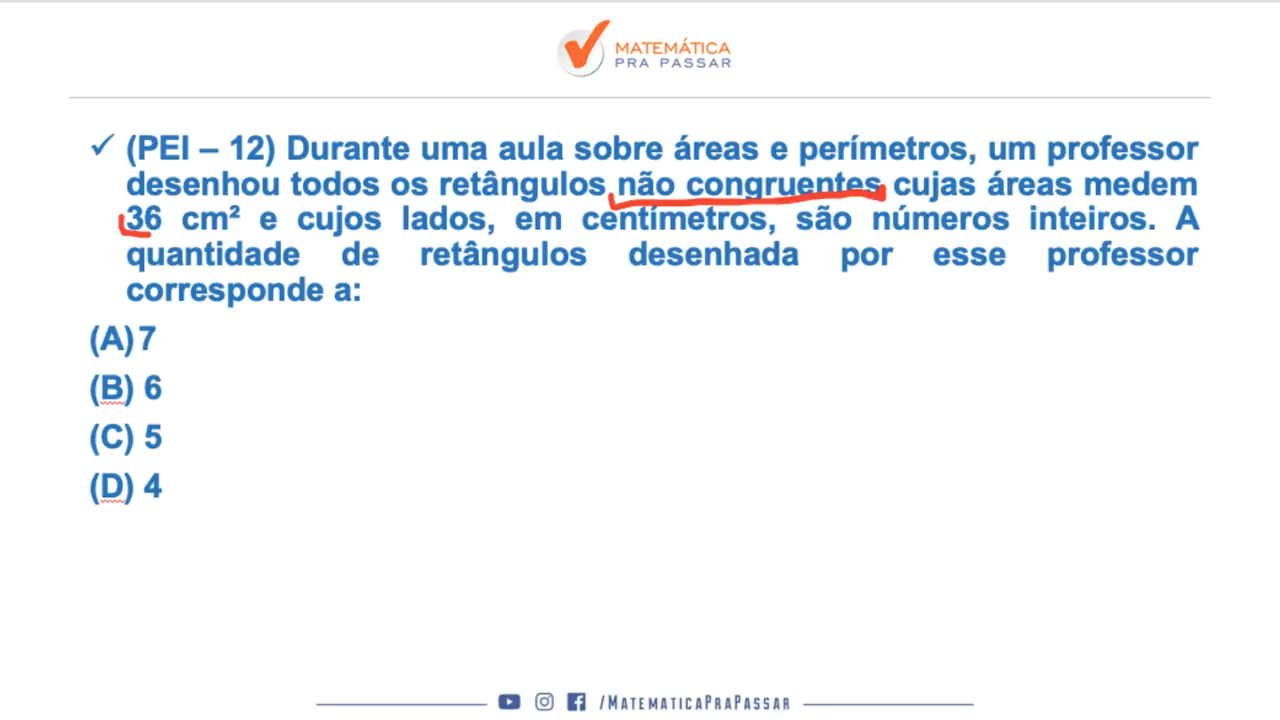 MATEMÁTICA
PRA PASSAR
✓ (PEI – 12) Durante uma aula sobre áreas e perímetros, um professor
desenhou todos os retângulos não congruentes cujas áreas medem
36 cm² e cujos lados, em centímetros, são números inteiros. A
quantidade de retângulos desenhada por esse professor
corresponde a:
(A) 7
(B) 6
(C) 5
(D) 4
/MATEMATICAPRAPASSAR